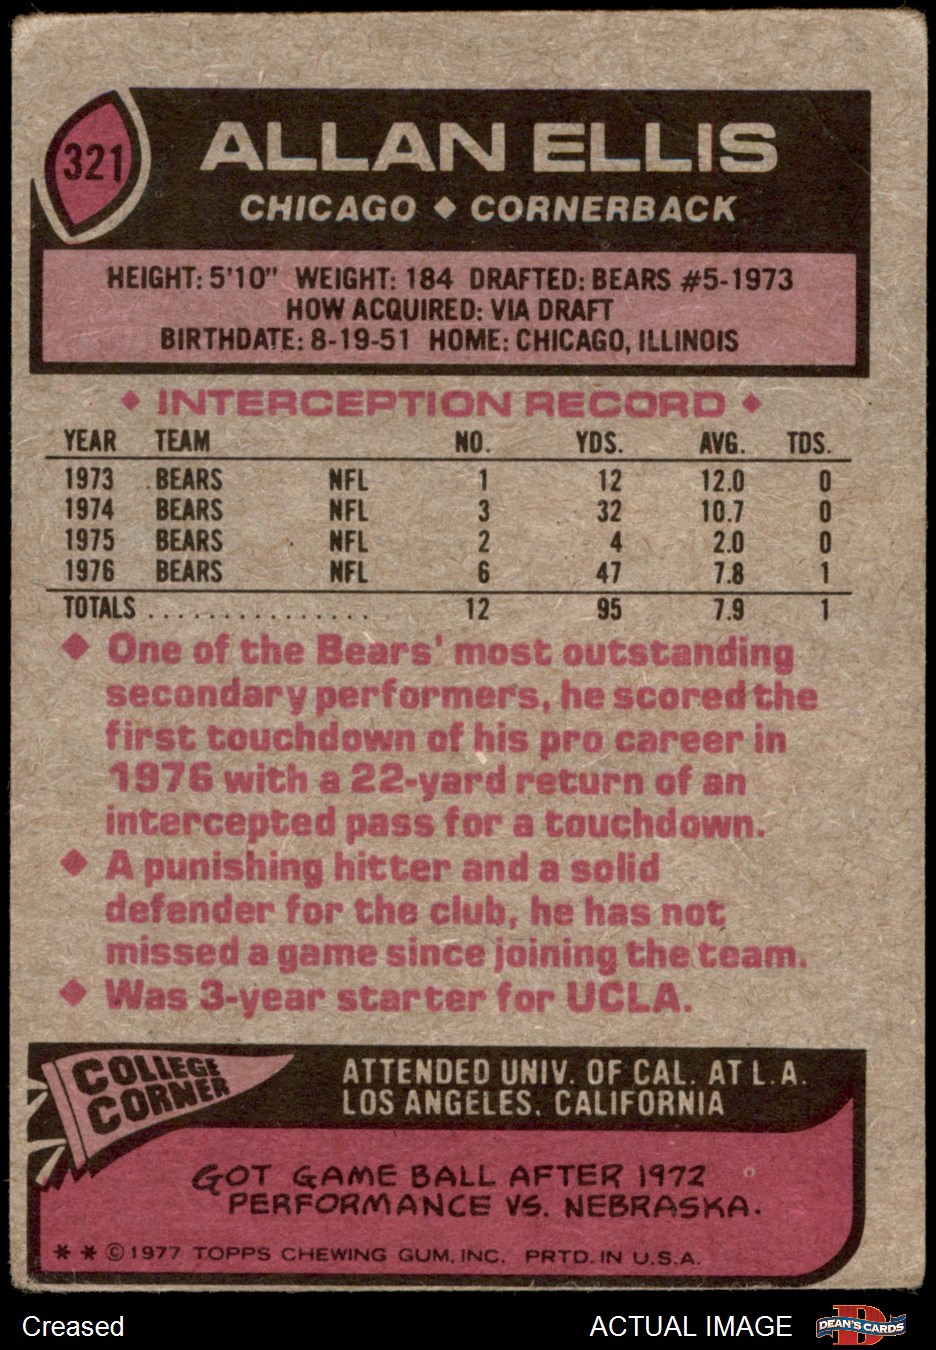 321
ALLAN ELLIS
CHICAGO ◆ CORNERBACK
HEIGHT: 5'10" WEIGHT: 184 DRAFTED: BEARS #5-1973
HOW ACQUIRED: VIA DRAFT
BIRTHDATE: 8-19-51 HOME: CHICAGO, ILLINOIS
◆ INTERCEPTION RECORD ◆
YEAR TEAM NO. YDS. AVG. TDS.
1973 BEARS NFL 1 12 12.0 0
1974 BEARS NFL 3 32 10.7 0
1975 BEARS NFL 2 4 2.0 0
1976 BEARS NFL 6 47 7.8 1
TOTALS ................ 12 95 7.9 1
◆ One of the Bears' most outstanding
secondary performers, he scored the
first touchdown of his pro career in
1976 with a 22-yard return of an
intercepted pass for a touchdown.
◆ A punishing hitter and a solid
defender for the club, he has not
missed a game since joining the team.
◆ Was 3-year starter for UCLA.
COLLEGE
CORNER
ATTENDED UNIV. OF CAL. AT L.A.
LOS ANGELES, CALIFORNIA
GOT GAME BALL AFTER 1972
PERFORMANCE VS. NEBRASKA.
* * © 1977 TOPPS CHEWING GUM, INC. PRTD. IN U.S.A.
Creased
ACTUAL IMAGE
D
DEAN'S CARDS